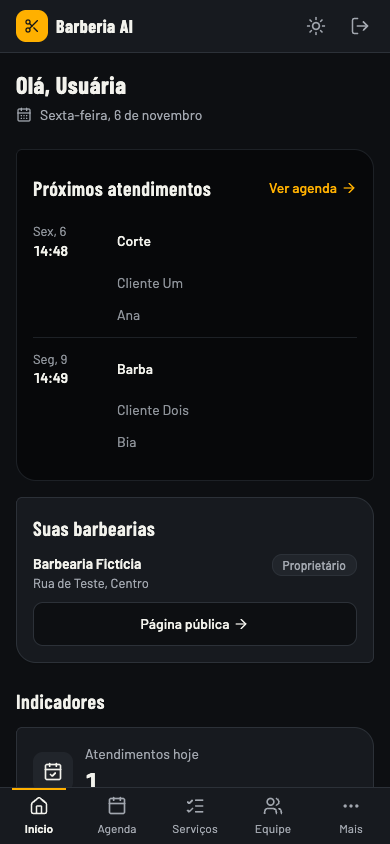 Barberia AI
Olá, Usuária
Sexta-feira, 6 de novembro
Próximos atendimentos
Ver agenda →
Sex, 6
14:48
Corte
Cliente Um
Ana
Seg, 9
14:49
Barba
Cliente Dois
Bia
Suas barbearias
Barbearia Fictícia
Proprietário
Rua de Teste, Centro
Página pública →
Indicadores
Atendimentos hoje
1
Início
Agenda
Serviços
Equipe
Mais